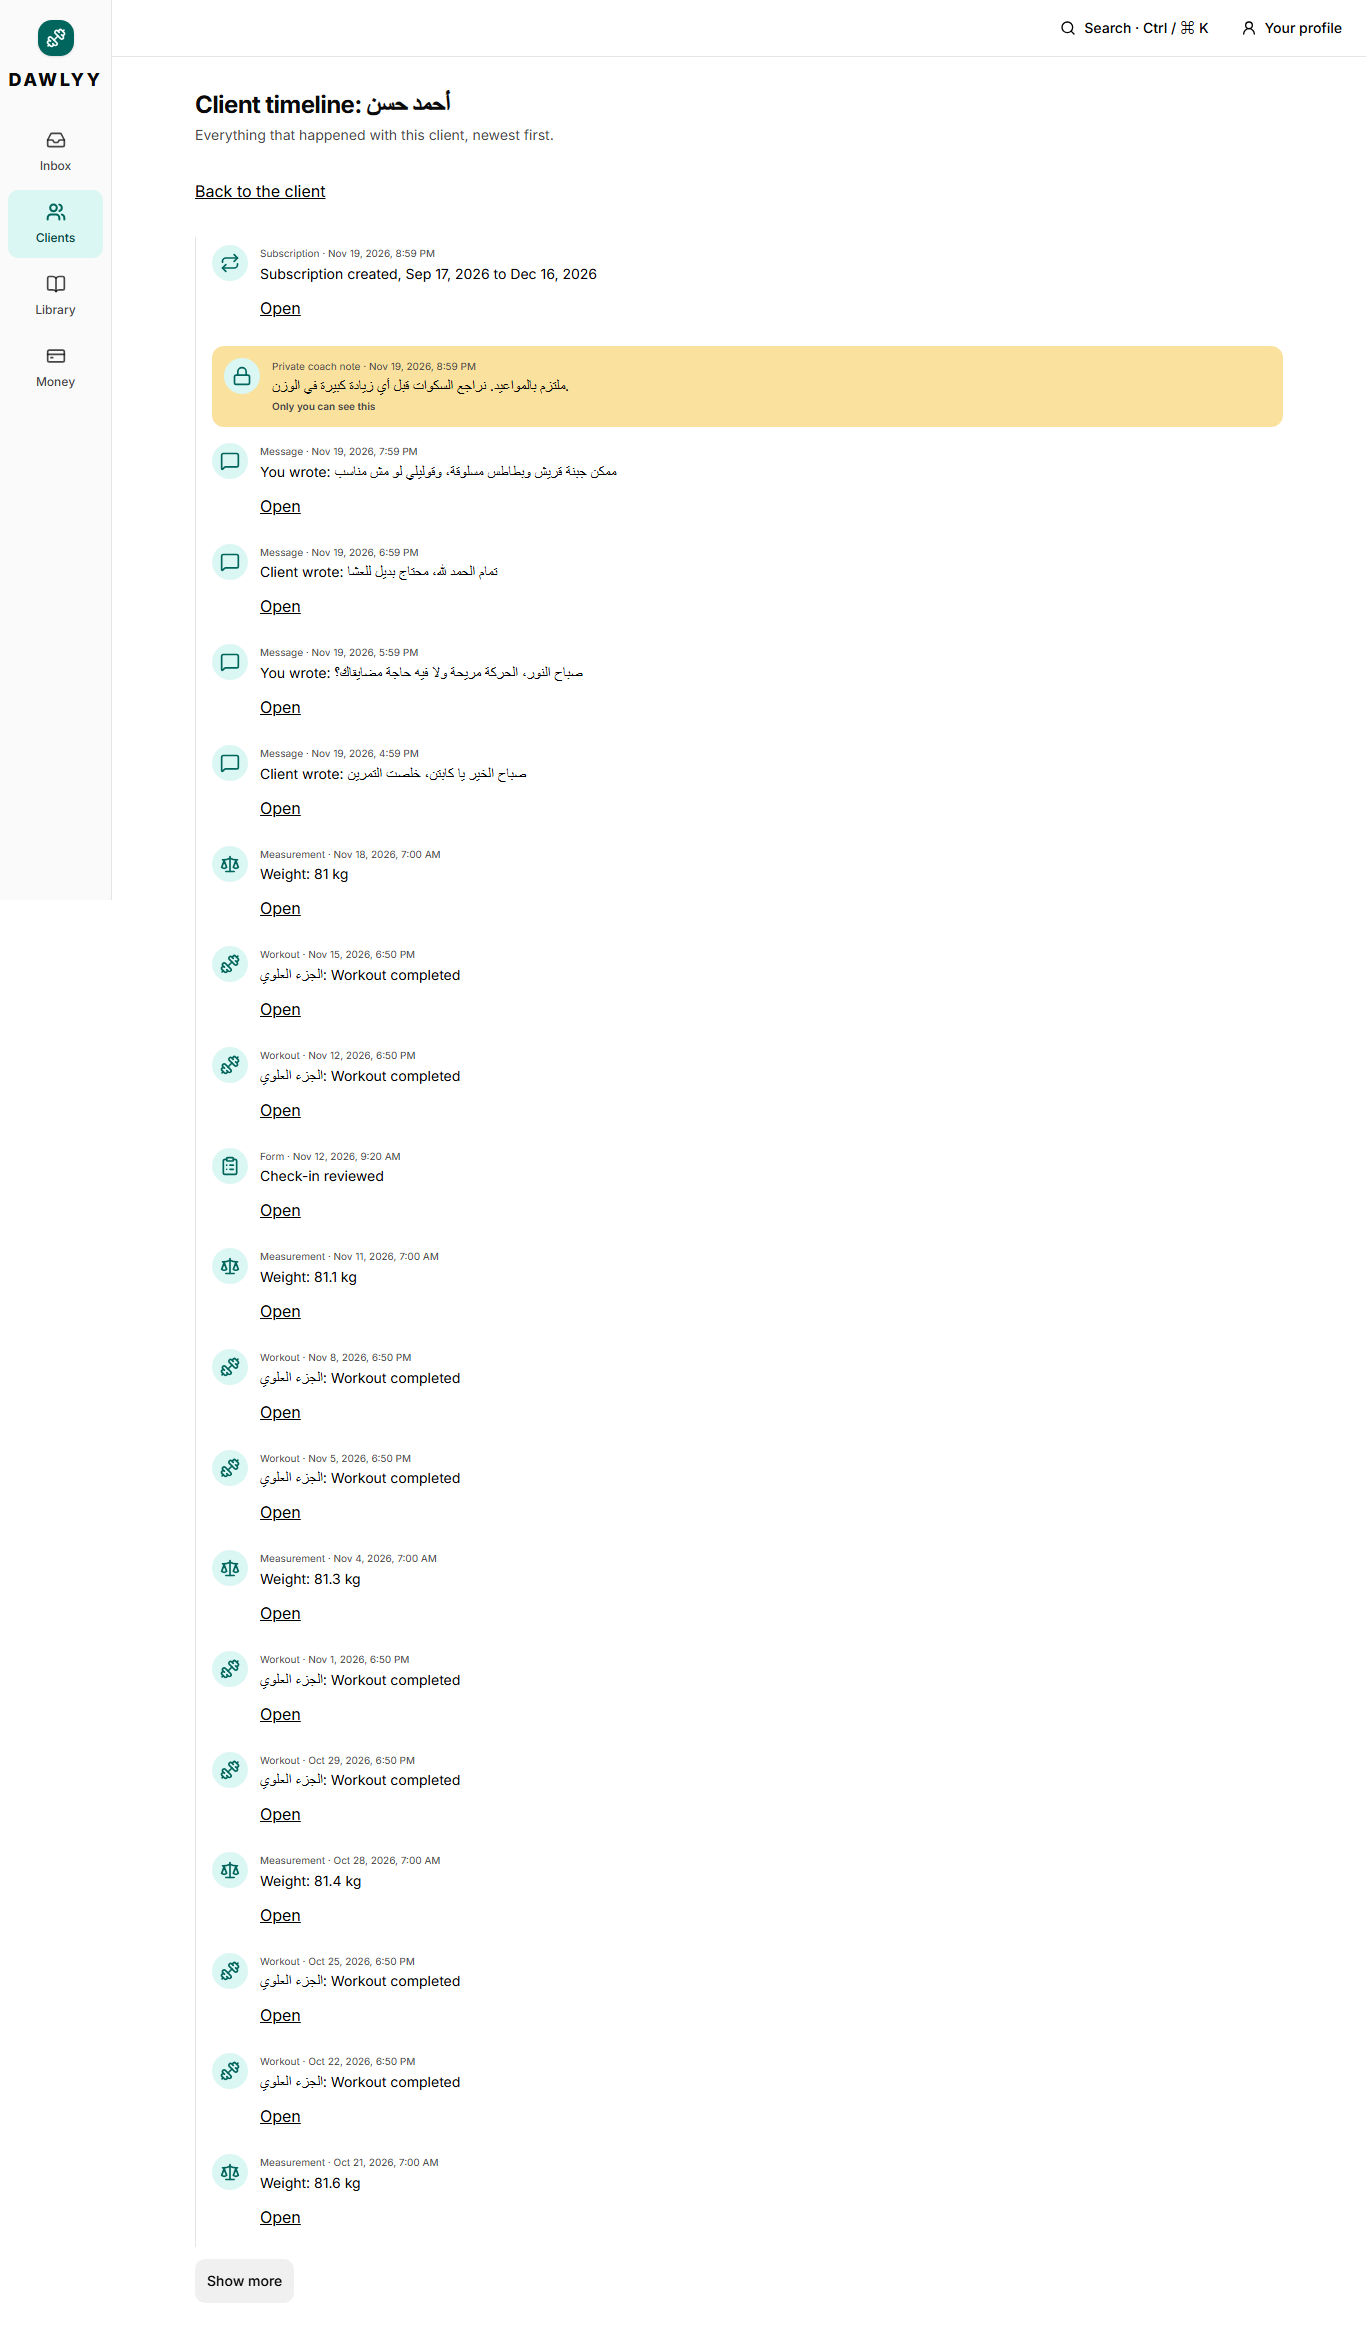 DAWLYY
Inbox
Clients
Library
Money
Search · Ctrl / ⌘ K
Your profile
Client timeline: أحمد حسن
Everything that happened with this client, newest first.
Back to the client
Subscription · Nov 19, 2026, 8:59 PM
Subscription created, Sep 17, 2026 to Dec 16, 2026
Open
Private coach note · Nov 19, 2026, 8:59 PM
ملتزم بالمواعيد. نراجع السكوات قبل أي زيادة كبيرة في الوزن.
Only you can see this
Message · Nov 19, 2026, 7:59 PM
You wrote: ممكن جبنة قريش وبطاطس مسلوقة، وقوليلي لو مش مناسب
Open
Message · Nov 19, 2026, 6:59 PM
Client wrote: تمام الحمد لله، محتاج بديل للعشا
Open
Message · Nov 19, 2026, 5:59 PM
You wrote: صباح النور، الحركة مريحة ولا فيه حاجة مضايقاك؟
Open
Message · Nov 19, 2026, 4:59 PM
Client wrote: صباح الخير يا كابتن، خلصت التمرين
Open
Measurement · Nov 18, 2026, 7:00 AM
Weight: 81 kg
Open
Workout · Nov 15, 2026, 6:50 PM
الجزء العلوي: Workout completed
Open
Workout · Nov 12, 2026, 6:50 PM
الجزء العلوي: Workout completed
Open
Form · Nov 12, 2026, 9:20 AM
Check-in reviewed
Open
Measurement · Nov 11, 2026, 7:00 AM
Weight: 81.1 kg
Open
Workout · Nov 8, 2026, 6:50 PM
الجزء العلوي: Workout completed
Open
Workout · Nov 5, 2026, 6:50 PM
الجزء العلوي: Workout completed
Open
Measurement · Nov 4, 2026, 7:00 AM
Weight: 81.3 kg
Open
Workout · Nov 1, 2026, 6:50 PM
الجزء العلوي: Workout completed
Open
Workout · Oct 29, 2026, 6:50 PM
الجزء العلوي: Workout completed
Open
Measurement · Oct 28, 2026, 7:00 AM
Weight: 81.4 kg
Open
Workout · Oct 25, 2026, 6:50 PM
الجزء العلوي: Workout completed
Open
Workout · Oct 22, 2026, 6:50 PM
الجزء العلوي: Workout completed
Open
Measurement · Oct 21, 2026, 7:00 AM
Weight: 81.6 kg
Open
Show more